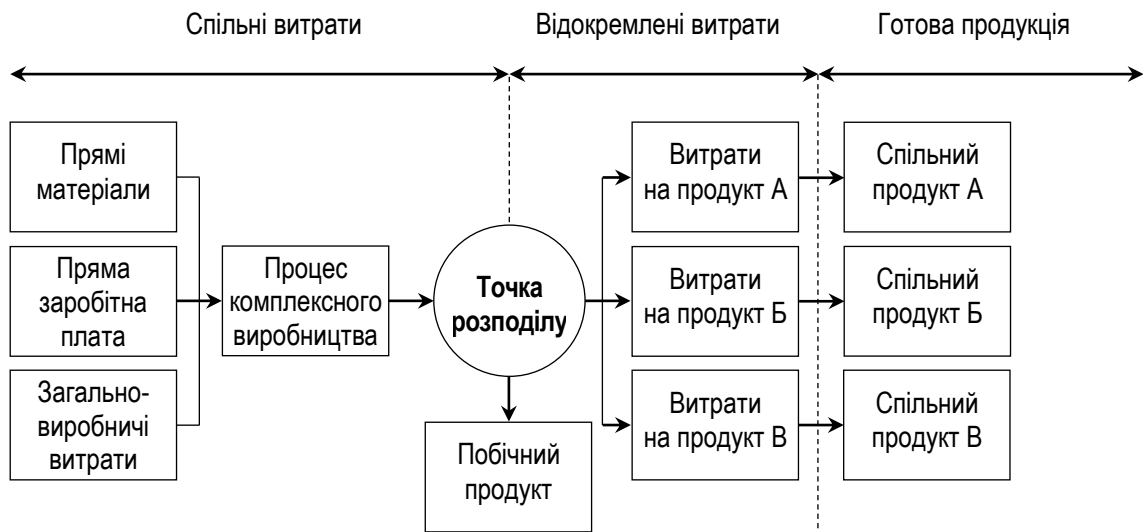 Спільні витрати
Відокремлені витрати
Готова продукція
Прямі
матеріали
Пряма
заробітна
плата
Загально-
виробничі
витрати
Процес
комплексного
виробництва
Точка
розподілу
Побічний
продукт
Витрати
на продукт А
Витрати
на продукт Б
Витрати
на продукт В
Спільний
продукт А
Спільний
продукт Б
Спільний
продукт В